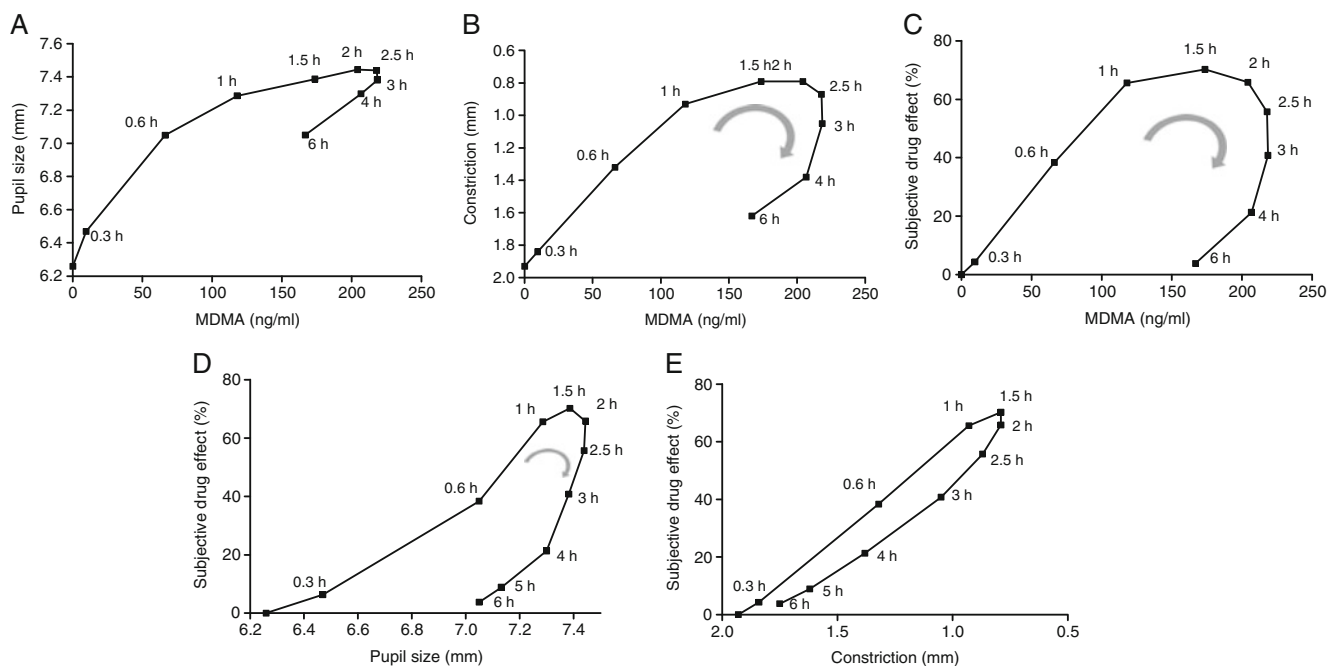 A
7.6
7.4
7.2
7.0
6.8
6.6
6.4
6.2
Pupil size (mm)
0 50 100 150 200 250
MDMA (ng/ml)
0.3 h
0.6 h
1 h
1.5 h
2 h
2.5 h
3 h
4 h
6 h
B
0.6
0.8
1.0
1.2
1.4
1.6
1.8
2.0
Constriction (mm)
0 50 100 150 200 250
MDMA (ng/ml)
0.3 h
0.6 h
1 h
1.5 h2 h
2.5 h
3 h
4 h
6 h
C
80
60
40
20
0
Subjective drug effect (%)
0 50 100 150 200 250
MDMA (ng/ml)
0.3 h
0.6 h
1 h
1.5 h
2 h
2.5 h
3 h
4 h
6 h
D
80
60
40
20
0
Subjective drug effect (%)
6.2 6.4 6.6 6.8 7.0 7.2 7.4
Pupil size (mm)
0.3 h
0.6 h
1 h
1.5 h
2 h
2.5 h
3 h
4 h
5 h
6 h
E
80
60
40
20
0
Subjective drug effect (%)
2.0 1.5 1.0 0.5
Constriction (mm)
0.3 h
0.6 h
1 h
1.5 h
2 h
2.5 h
3 h
4 h
5 h
6 h